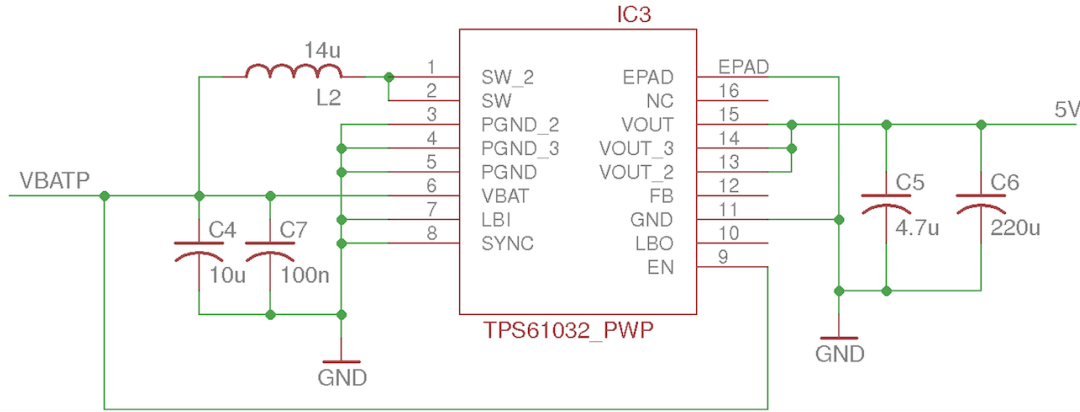 IC3
14u
L2
1 SW_2 EPAD EPAD
2 SW NC 16
3 PGND_2 VOUT 15
4 PGND_3 VOUT_3 14
5 PGND VOUT_2 13
VBATP 6 VBAT FB 12
7 LBI GND 11
8 SYNC LBO 10
EN 9
5V
C4 10u
C7 100n
C5 4.7u
C6 220u
TPS61032_PWP
GND
GND